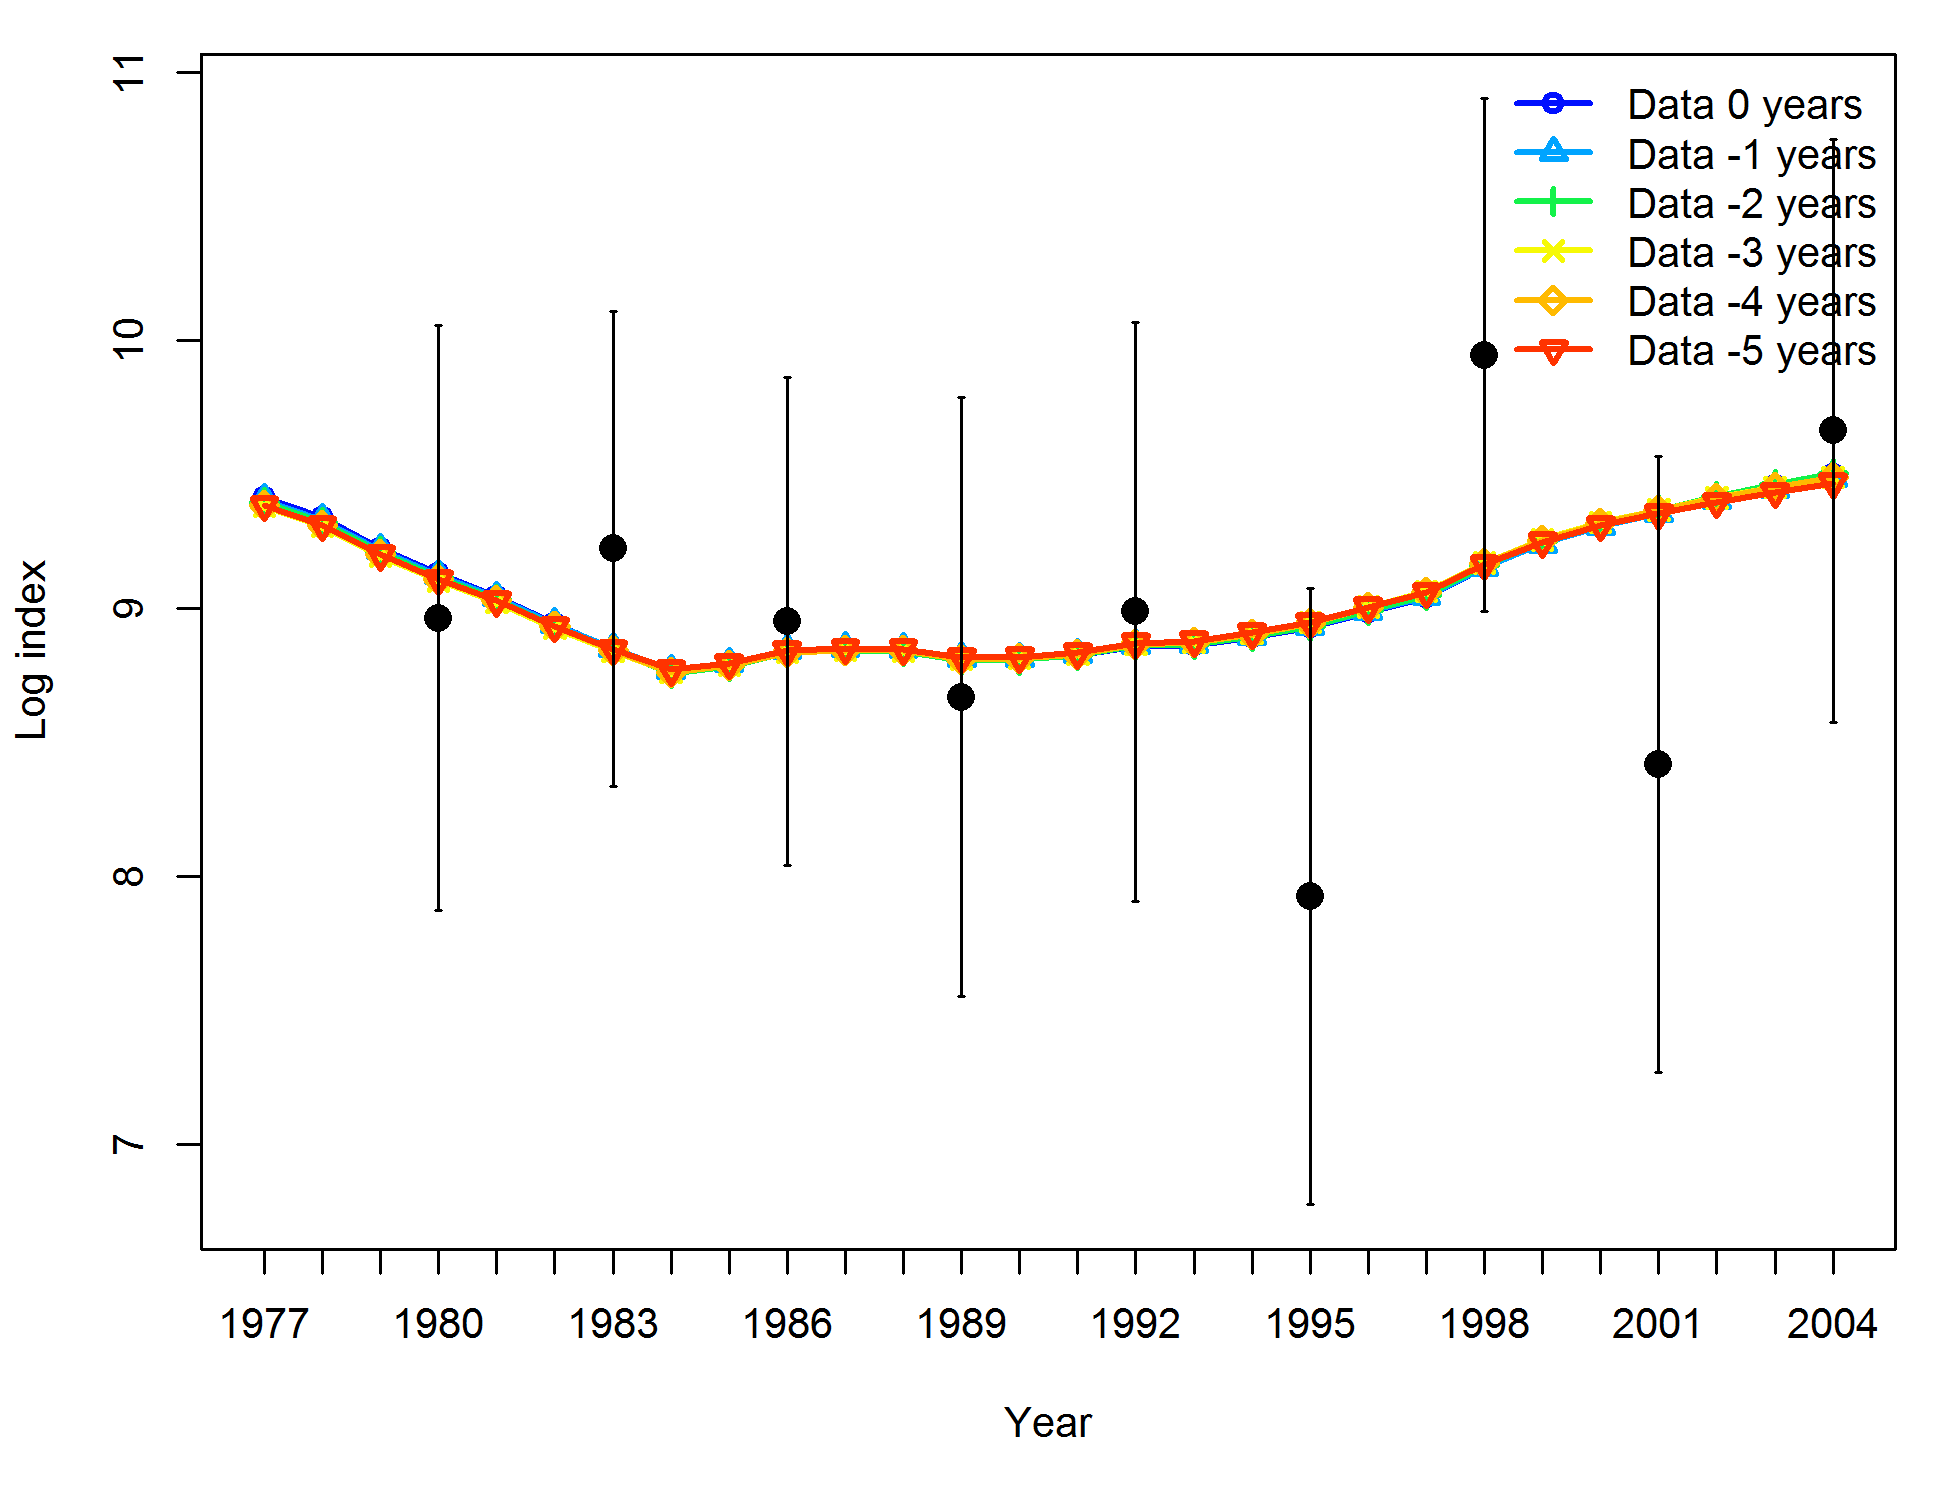 11
10
9
8
7
Log index
Data 0 years
Data -1 years
Data -2 years
Data -3 years
Data -4 years
Data -5 years
1977 1980 1983 1986 1989 1992 1995 1998 2001 2004
Year